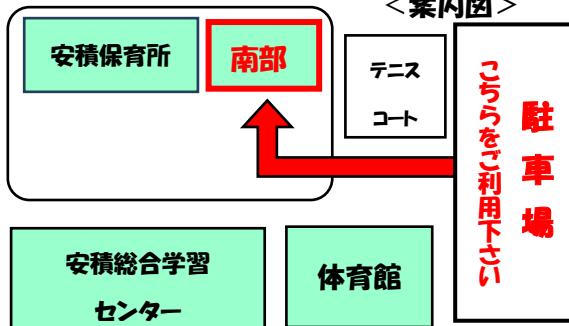 <案内図>
安積保育所
南部
テニス
コート
駐車場
こちらをご利用下さい
安積総合学習
センター
体育館